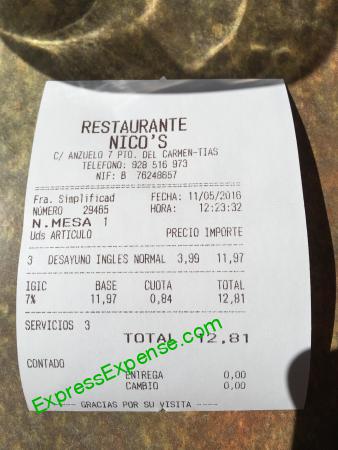 RESTAURANTE
NICO'S
C/ ANZUELO 7 PTO. DEL CARMEN-TIAS
TELEFONO: 928 516 973
NIF: B 76248657
Fra. Simplificad FECHA: 11/05/2016
NÚMERO 29465 HORA: 12:23:32
N.MESA 1
Uds ARTICULO PRECIO IMPORTE
3 DESAYUNO INGLES NORMAL 3,99 11,97
IGIC BASE CUOTA TOTAL
7% 11,97 0,84 12,81
SERVICIOS 3
TOTAL 12,81
CONTADO
ENTREGA 0,00
CAMBIO 0,00
GRACIAS POR SU VISITA
ExpressExpense.com